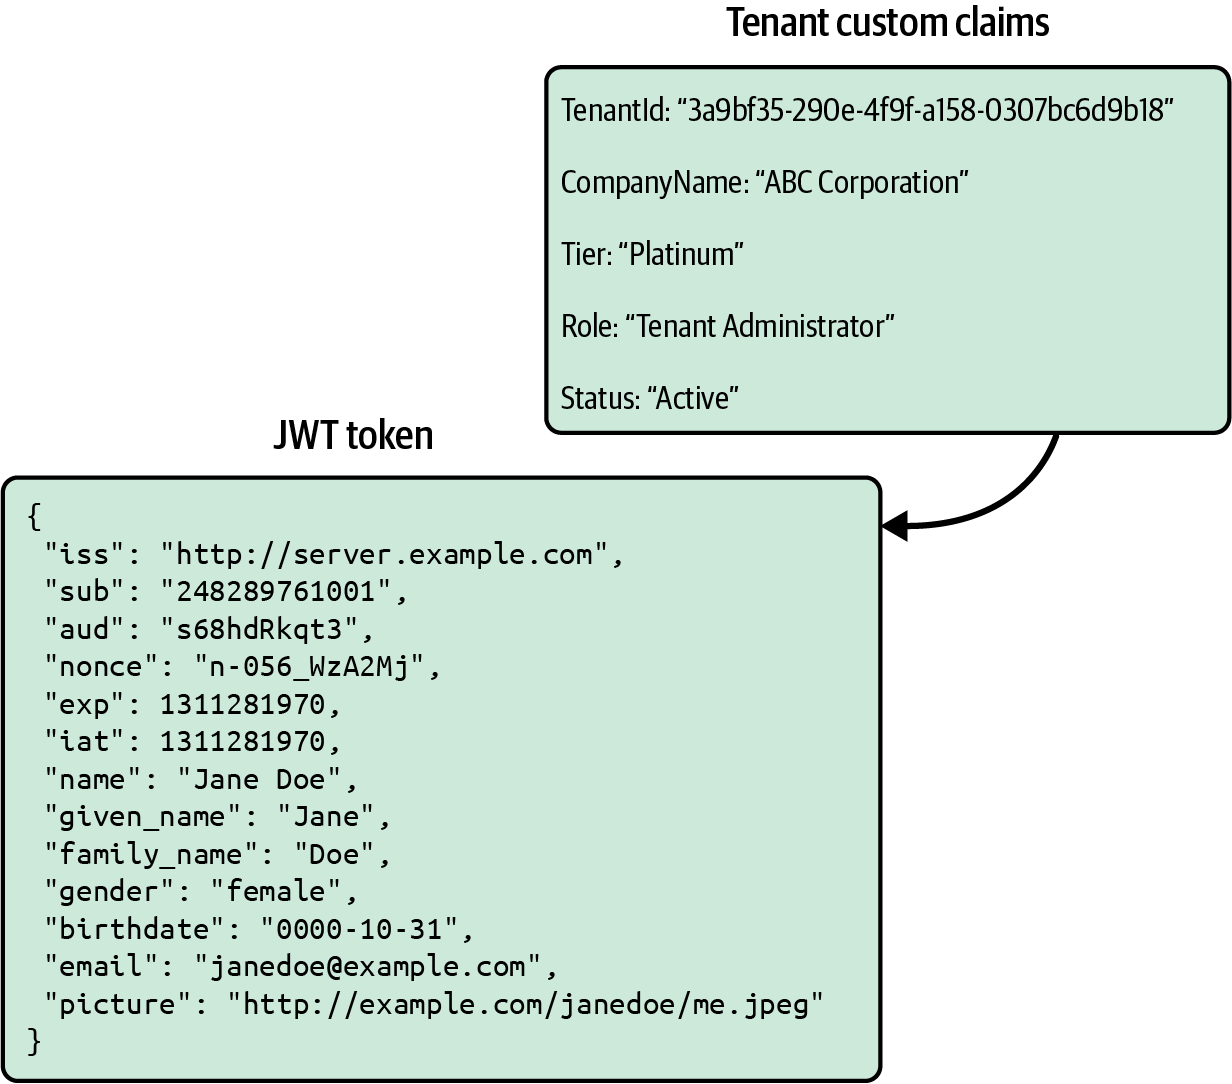 Tenant custom claims
TenantId: “3a9bf35-290e-4f9f-a158-0307bc6d9b18”
CompanyName: “ABC Corporation”
Tier: “Platinum”
Role: “Tenant Administrator”
Status: “Active”
JWT token
{
"iss": "http://server.example.com",
"sub": "248289761001",
"aud": "s68hdRkqt3",
"nonce": "n-056_WzA2Mj",
"exp": 1311281970,
"iat": 1311281970,
"name": "Jane Doe",
"given_name": "Jane",
"family_name": "Doe",
"gender": "female",
"birthdate": "0000-10-31",
"email": "janedoe@example.com",
"picture": "http://example.com/janedoe/me.jpeg"
}